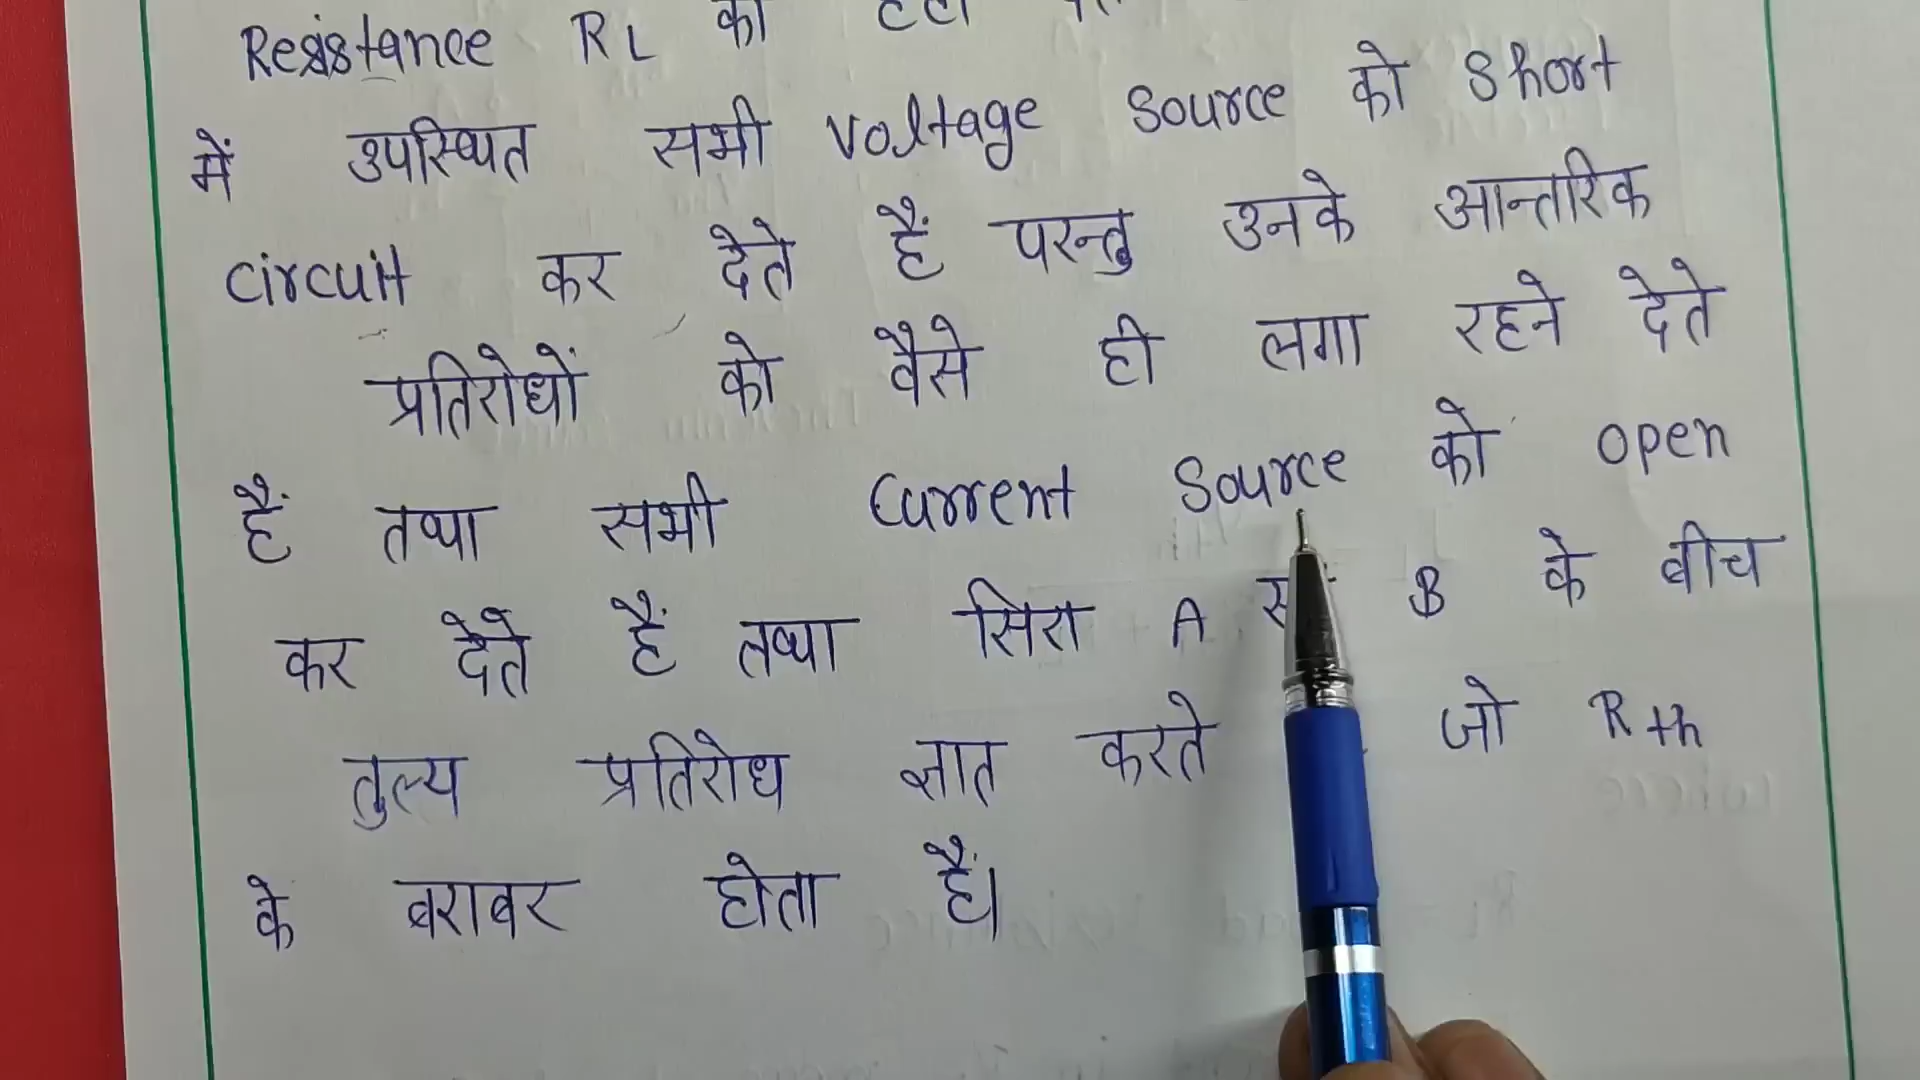 Resistance RL को हटा
में उपस्थित सभी Voltage Source को Short
Circuit कर देते हैं परन्तु उनके आन्तरिक
प्रतिरोधों को वैसे ही लगा रहने देते
हैं तथा सभी Current Source को open
कर देते हैं तथा सिरा A B के बीच
तुल्य प्रतिरोध ज्ञात करते जो Rth
के बराबर होता है।